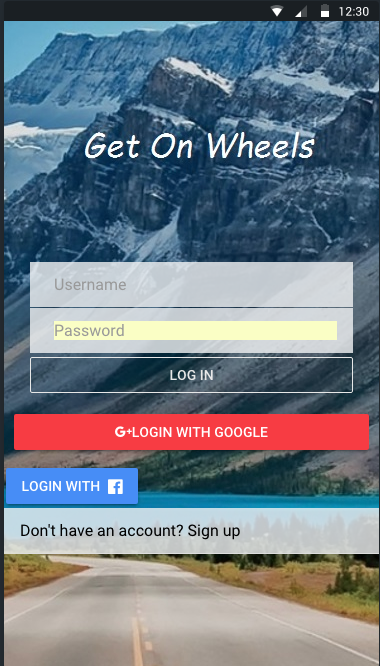 12:30
Get On Wheels
Username
Password
LOG IN
G+LOGIN WITH GOOGLE
LOGIN WITH f
Don't have an account? Sign up